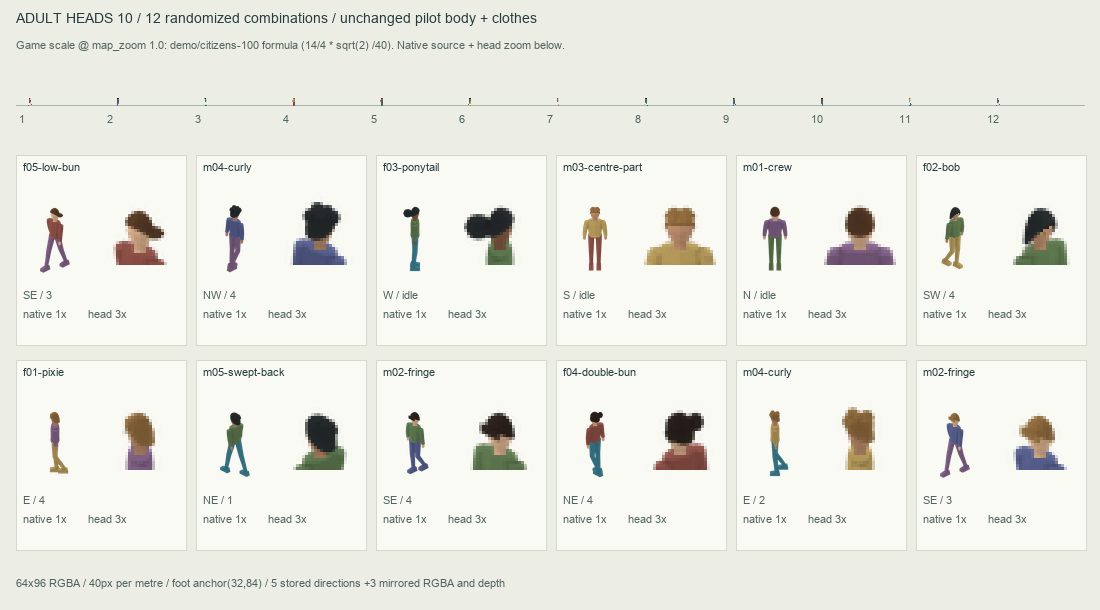 ADULT HEADS 10 / 12 randomized combinations / unchanged pilot body + clothes
Game scale @ map_zoom 1.0: demo/citizens-100 formula (14/4 * sqrt(2) /40). Native source + head zoom below.
1 2 3 4 5 6 7 8 9 10 11 12
f05-low-bun m04-curly f03-ponytail m03-centre-part m01-crew f02-bob
SE / 3 NW / 4 W / idle S / idle N / idle SW / 4
native 1x head 3x native 1x head 3x native 1x head 3x native 1x head 3x native 1x head 3x native 1x head 3x
f01-pixie m05-swept-back m02-fringe f04-double-bun m04-curly m02-fringe
E / 4 NE / 1 SE / 4 NE / 4 E / 2 SE / 3
native 1x head 3x native 1x head 3x native 1x head 3x native 1x head 3x native 1x head 3x native 1x head 3x
64x96 RGBA / 40px per metre / foot anchor(32,84) / 5 stored directions +3 mirrored RGBA and depth